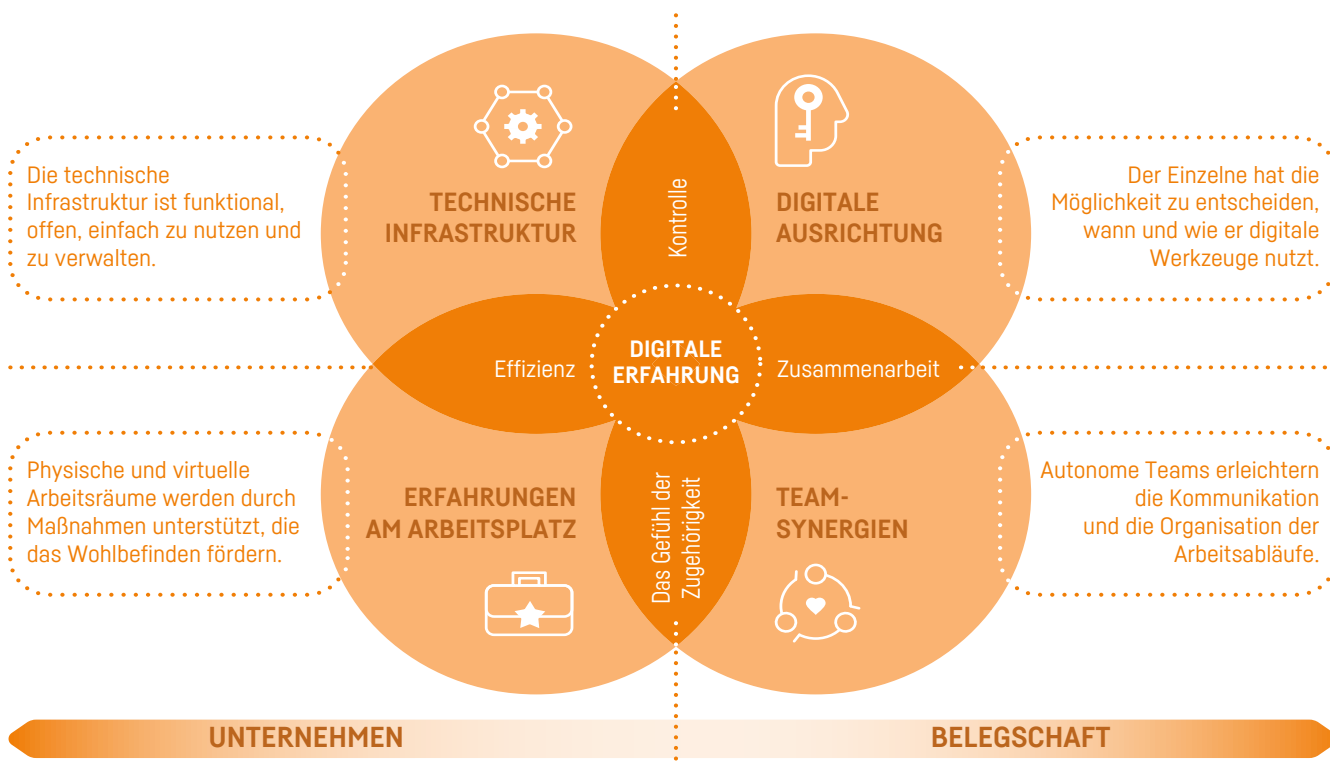 Die technische
Infrastruktur ist funktional,
offen, einfach zu nutzen und
zu verwalten.
TECHNISCHE
INFRASTRUKTUR
Kontrolle
DIGITALE
AUSRICHTUNG
Der Einzelne hat die
Möglichkeit zu entscheiden,
wann und wie er digitale
Werkzeuge nutzt.
Effizienz
DIGITALE
ERFAHRUNG
Zusammenarbeit
Physische und virtuelle
Arbeitsräume werden durch
Maßnahmen unterstützt, die
das Wohlbefinden fördern.
ERFAHRUNGEN
AM ARBEITSPLATZ
Das Gefühl der
Zugehörigkeit
TEAM-
SYNERGIEN
Autonome Teams erleichtern
die Kommunikation
und die Organisation der
Arbeitsabläufe.
UNTERNEHMEN
BELEGSCHAFT